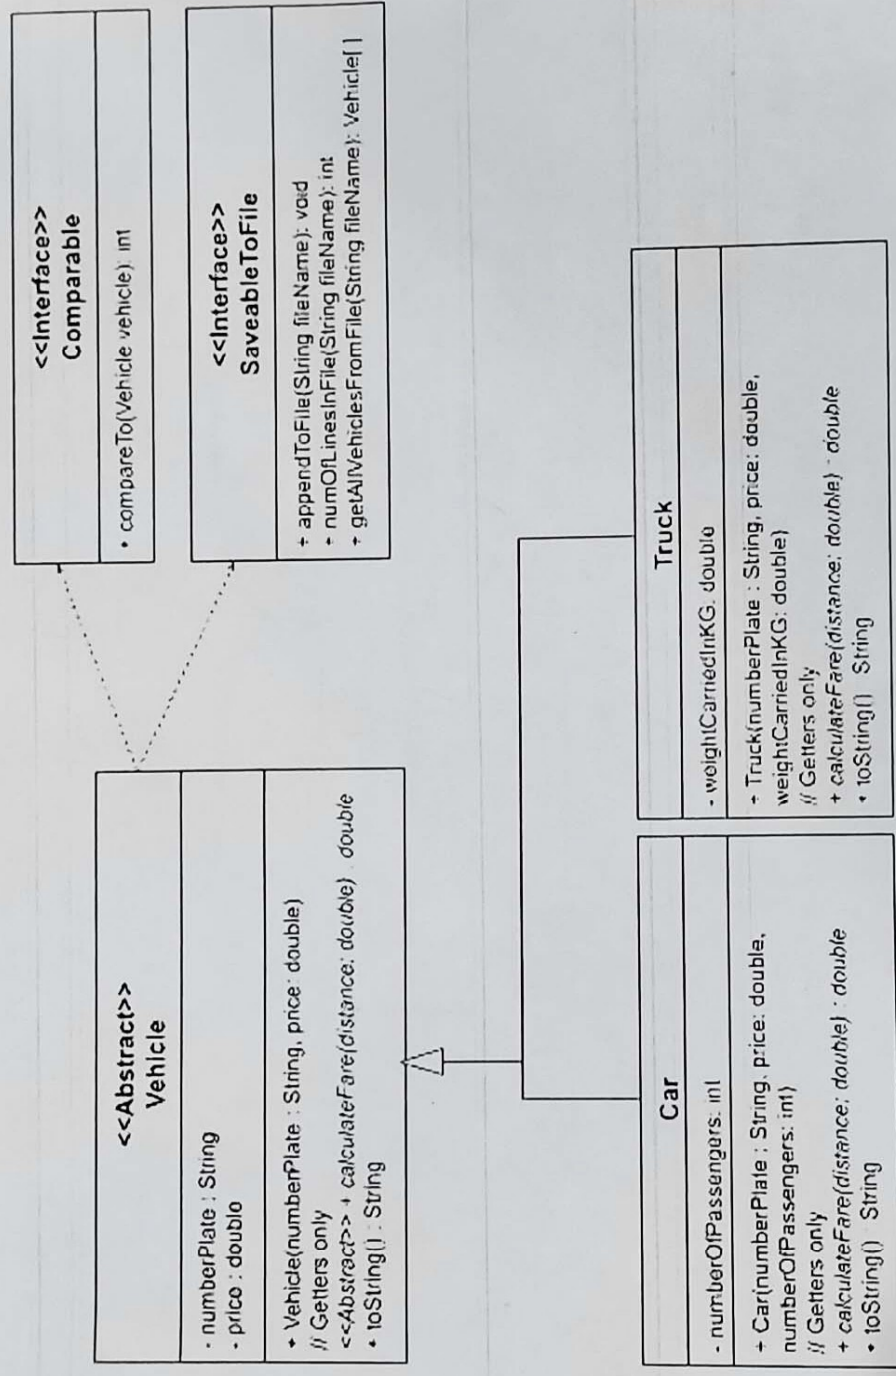 <<Interface>>
Comparable
+ compareTo(Vehicle vehicle): int
<<Interface>>
SaveableToFile
+ appendToFile(String fileName): void
+ numOfLinesInFile(String fileName): int
+ getAllVehiclesFromFile(String fileName): Vehicle[ ]
<<Abstract>>
Vehicle
- numberPlate : String
- price : double
+ Vehicle(numberPlate : String, price: double)
// Getters only
<<Abstract>> + calculateFare(distance: double) : double
+ toString() : String
Car
- numberOfPassengers: int
+ Car(numberPlate : String, price: double,
numberOfPassengers: int)
// Getters only
+ calculateFare(distance: double) : double
+ toString() : String
Truck
- weightCarriedInKG: double
+ Truck(numberPlate : String, price: double,
weightCarriedInKG: double)
// Getters only
+ calculateFare(distance: double) : double
+ toString() : String